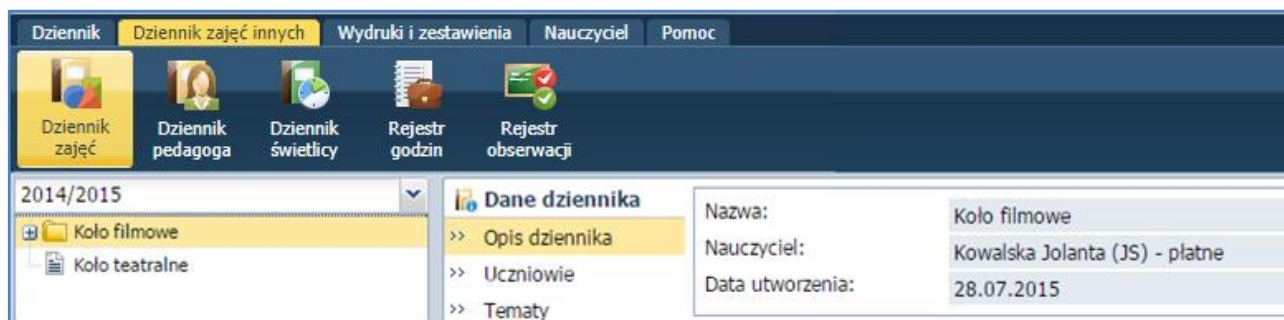 Dziennik Dziennik zajęć innych Wydruki i zestawienia Nauczyciel Pomoc
Dziennik zajęć
Dziennik pedagoga
Dziennik świetlicy
Rejestr godzin
Rejestr obserwacji
2014/2015
Koło filmowe
Koło teatralne
Dane dziennika
>> Opis dziennika
>> Uczniowie
>> Tematy
Nazwa: Koło filmowe
Nauczyciel: Kowalska Jolanta (JS) - płatne
Data utworzenia: 28.07.2015